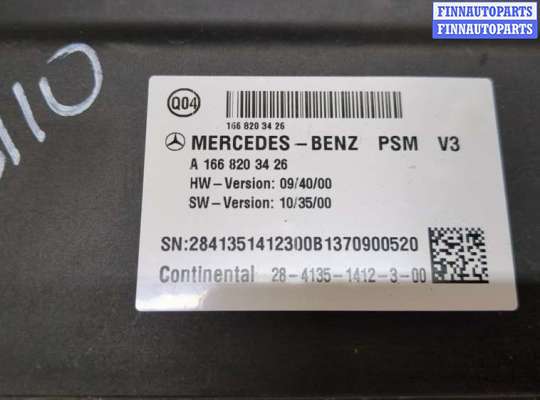 FINNAUTOPARTS
FINNAUTOPARTS
Q04
166 820 34 26
MERCEDES-BENZ PSM V3
A 166 820 34 26
HW-Version: 09/40/00
SW-Version: 10/35/00
SN:2841351412300B1370900520
Continental 28-4135-1412-3-00